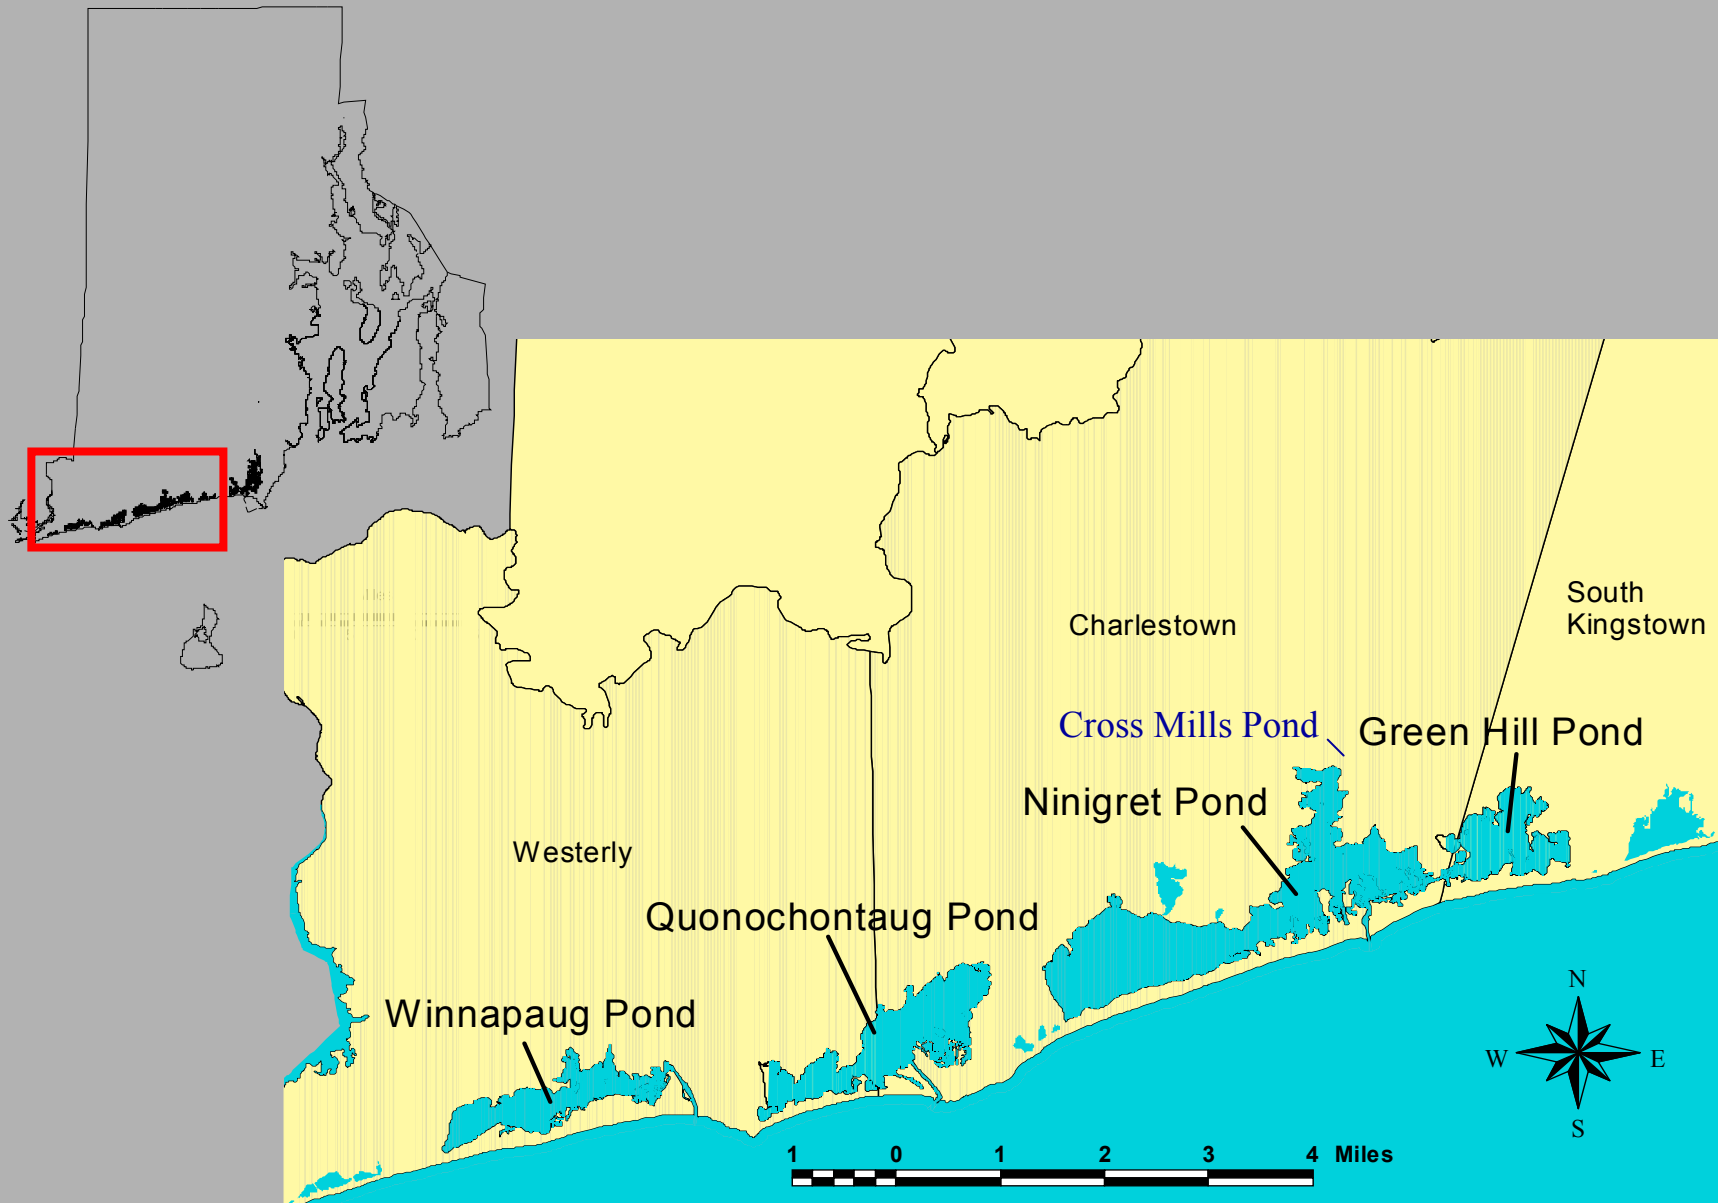 South
Kingstown
Charlestown
Cross Mills Pond
Green Hill Pond
Ninigret Pond
Westerly
Quonochontaug Pond
Winnapaug Pond
N
W E
S
1 0 1 2 3 4 Miles